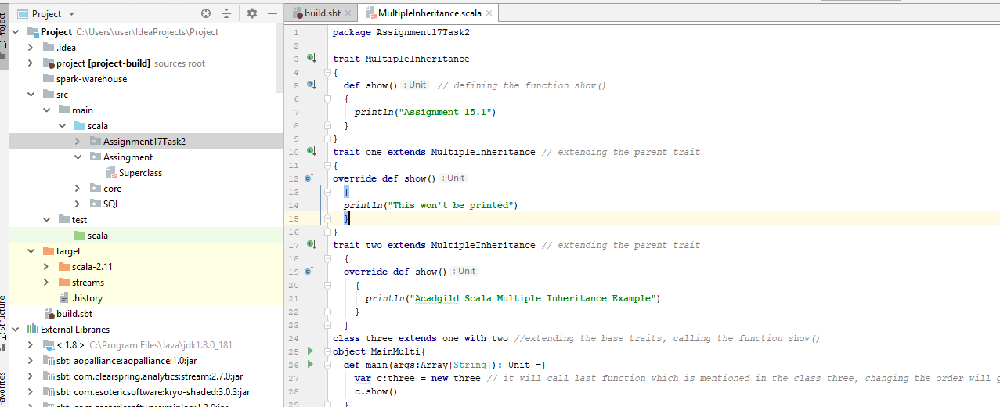 Project
build.sbt
MultipleInheritance.scala
1: Project
7: Structure
Favorites
Project C:\Users\user\IdeaProjects\Project
.idea
project [project-build] sources root
spark-warehouse
src
main
scala
Assignment17Task2
Assingment
Superclass
core
SQL
test
scala
target
scala-2.11
streams
.history
build.sbt
External Libraries
< 1.8 > C:\Program Files\Java\jdk1.8.0_181
sbt: aopalliance:aopalliance:1.0:jar
sbt: com.clearspring.analytics:stream:2.7.0:jar
sbt: com.esotericsoftware:kryo-shaded:3.0.3:jar
sbt: com.esotericsoftware:minlog:1.3.0:jar
1 package Assignment17Task2
2
3 trait MultipleInheritance
4 {
5 def show() : Unit // defining the function show()
6 {
7 println("Assignment 15.1")
8 }
9 }
10 trait one extends MultipleInheritance // extending the parent trait
11 {
12 override def show() : Unit
13 {
14 println("This won't be printed")
15 }
16 }
17 trait two extends MultipleInheritance // extending the parent trait
18 {
19 override def show() : Unit
20 {
21 println("Acadgild Scala Multiple Inheritance Example")
22 }
23 }
24 class three extends one with two //extending the base traits, calling the function show()
25 object MainMulti{
26 def main(args:Array[String]): Unit ={
27 var c:three = new three // it will call last function which is mentioned in the class three, changing the order will g
28 c.show()
29 }